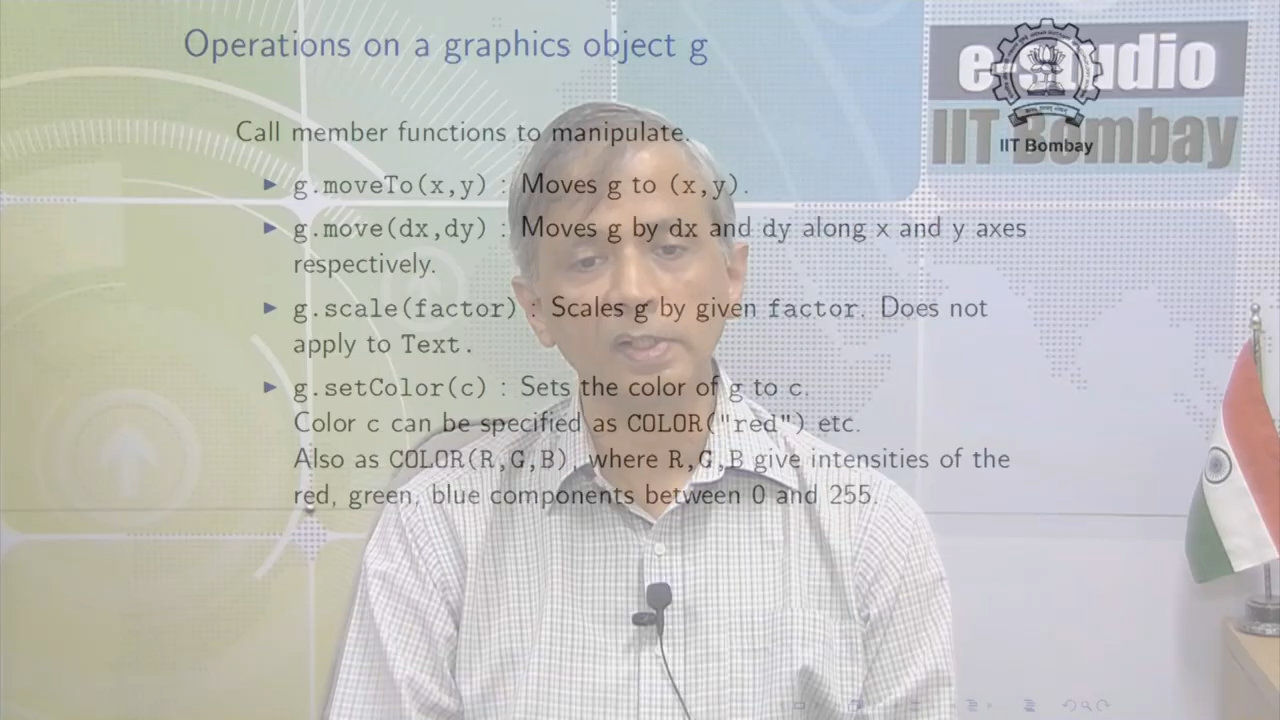 Operations on a graphics object g
e-studio
IIT Bombay
IIT Bombay
Call member functions to manipulate.
g.moveTo(x,y) : Moves g to (x,y).
g.move(dx,dy) : Moves g by dx and dy along x and y axes
respectively.
g.scale(factor) : Scales g by given factor. Does not
apply to Text.
g.setColor(c) : Sets the color of g to c.
Color c can be specified as COLOR("red") etc.
Also as COLOR(R,G,B), where R,G,B give intensities of the
red, green, blue components between 0 and 255.